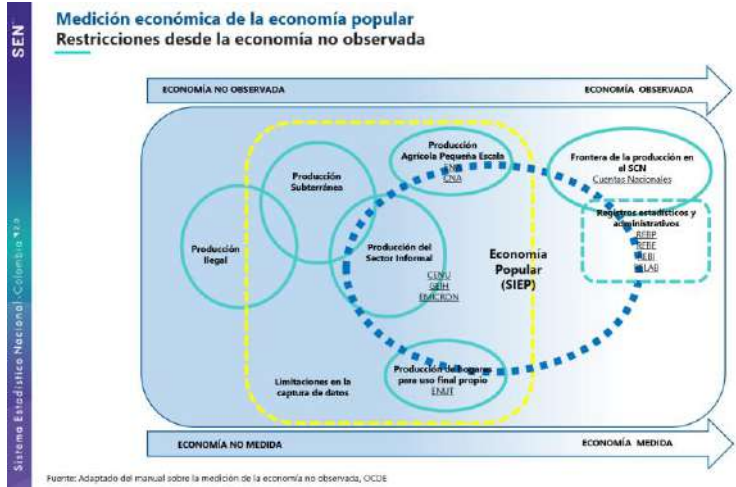 SEN
Medición económica de la economía popular
Restricciones desde la economía no observada
ECONOMÍA NO OBSERVADA
ECONOMÍA OBSERVADA
Producción
Agrícola Pequeña Escala
CNA
Frontera de la producción en
el SCN
Cuentas Nacionales
Producción
Subterránea
Registros estadísticos y
administrativos
REBP
REBE
REBI
Producción
Ilegal
Producción del
Sector Informal
CENU
GEIH
EMICRON
Economía
Popular
(SIEP)
Producción de hogares
para uso final propio
ENUT
Limitaciones en la
captura de datos
ECONOMÍA NO MEDIDA
ECONOMÍA MEDIDA
Sistema Estadístico Nacional - Colombia
Fuente: Adaptado del manual sobre la medición de la economía no observada, OCDE